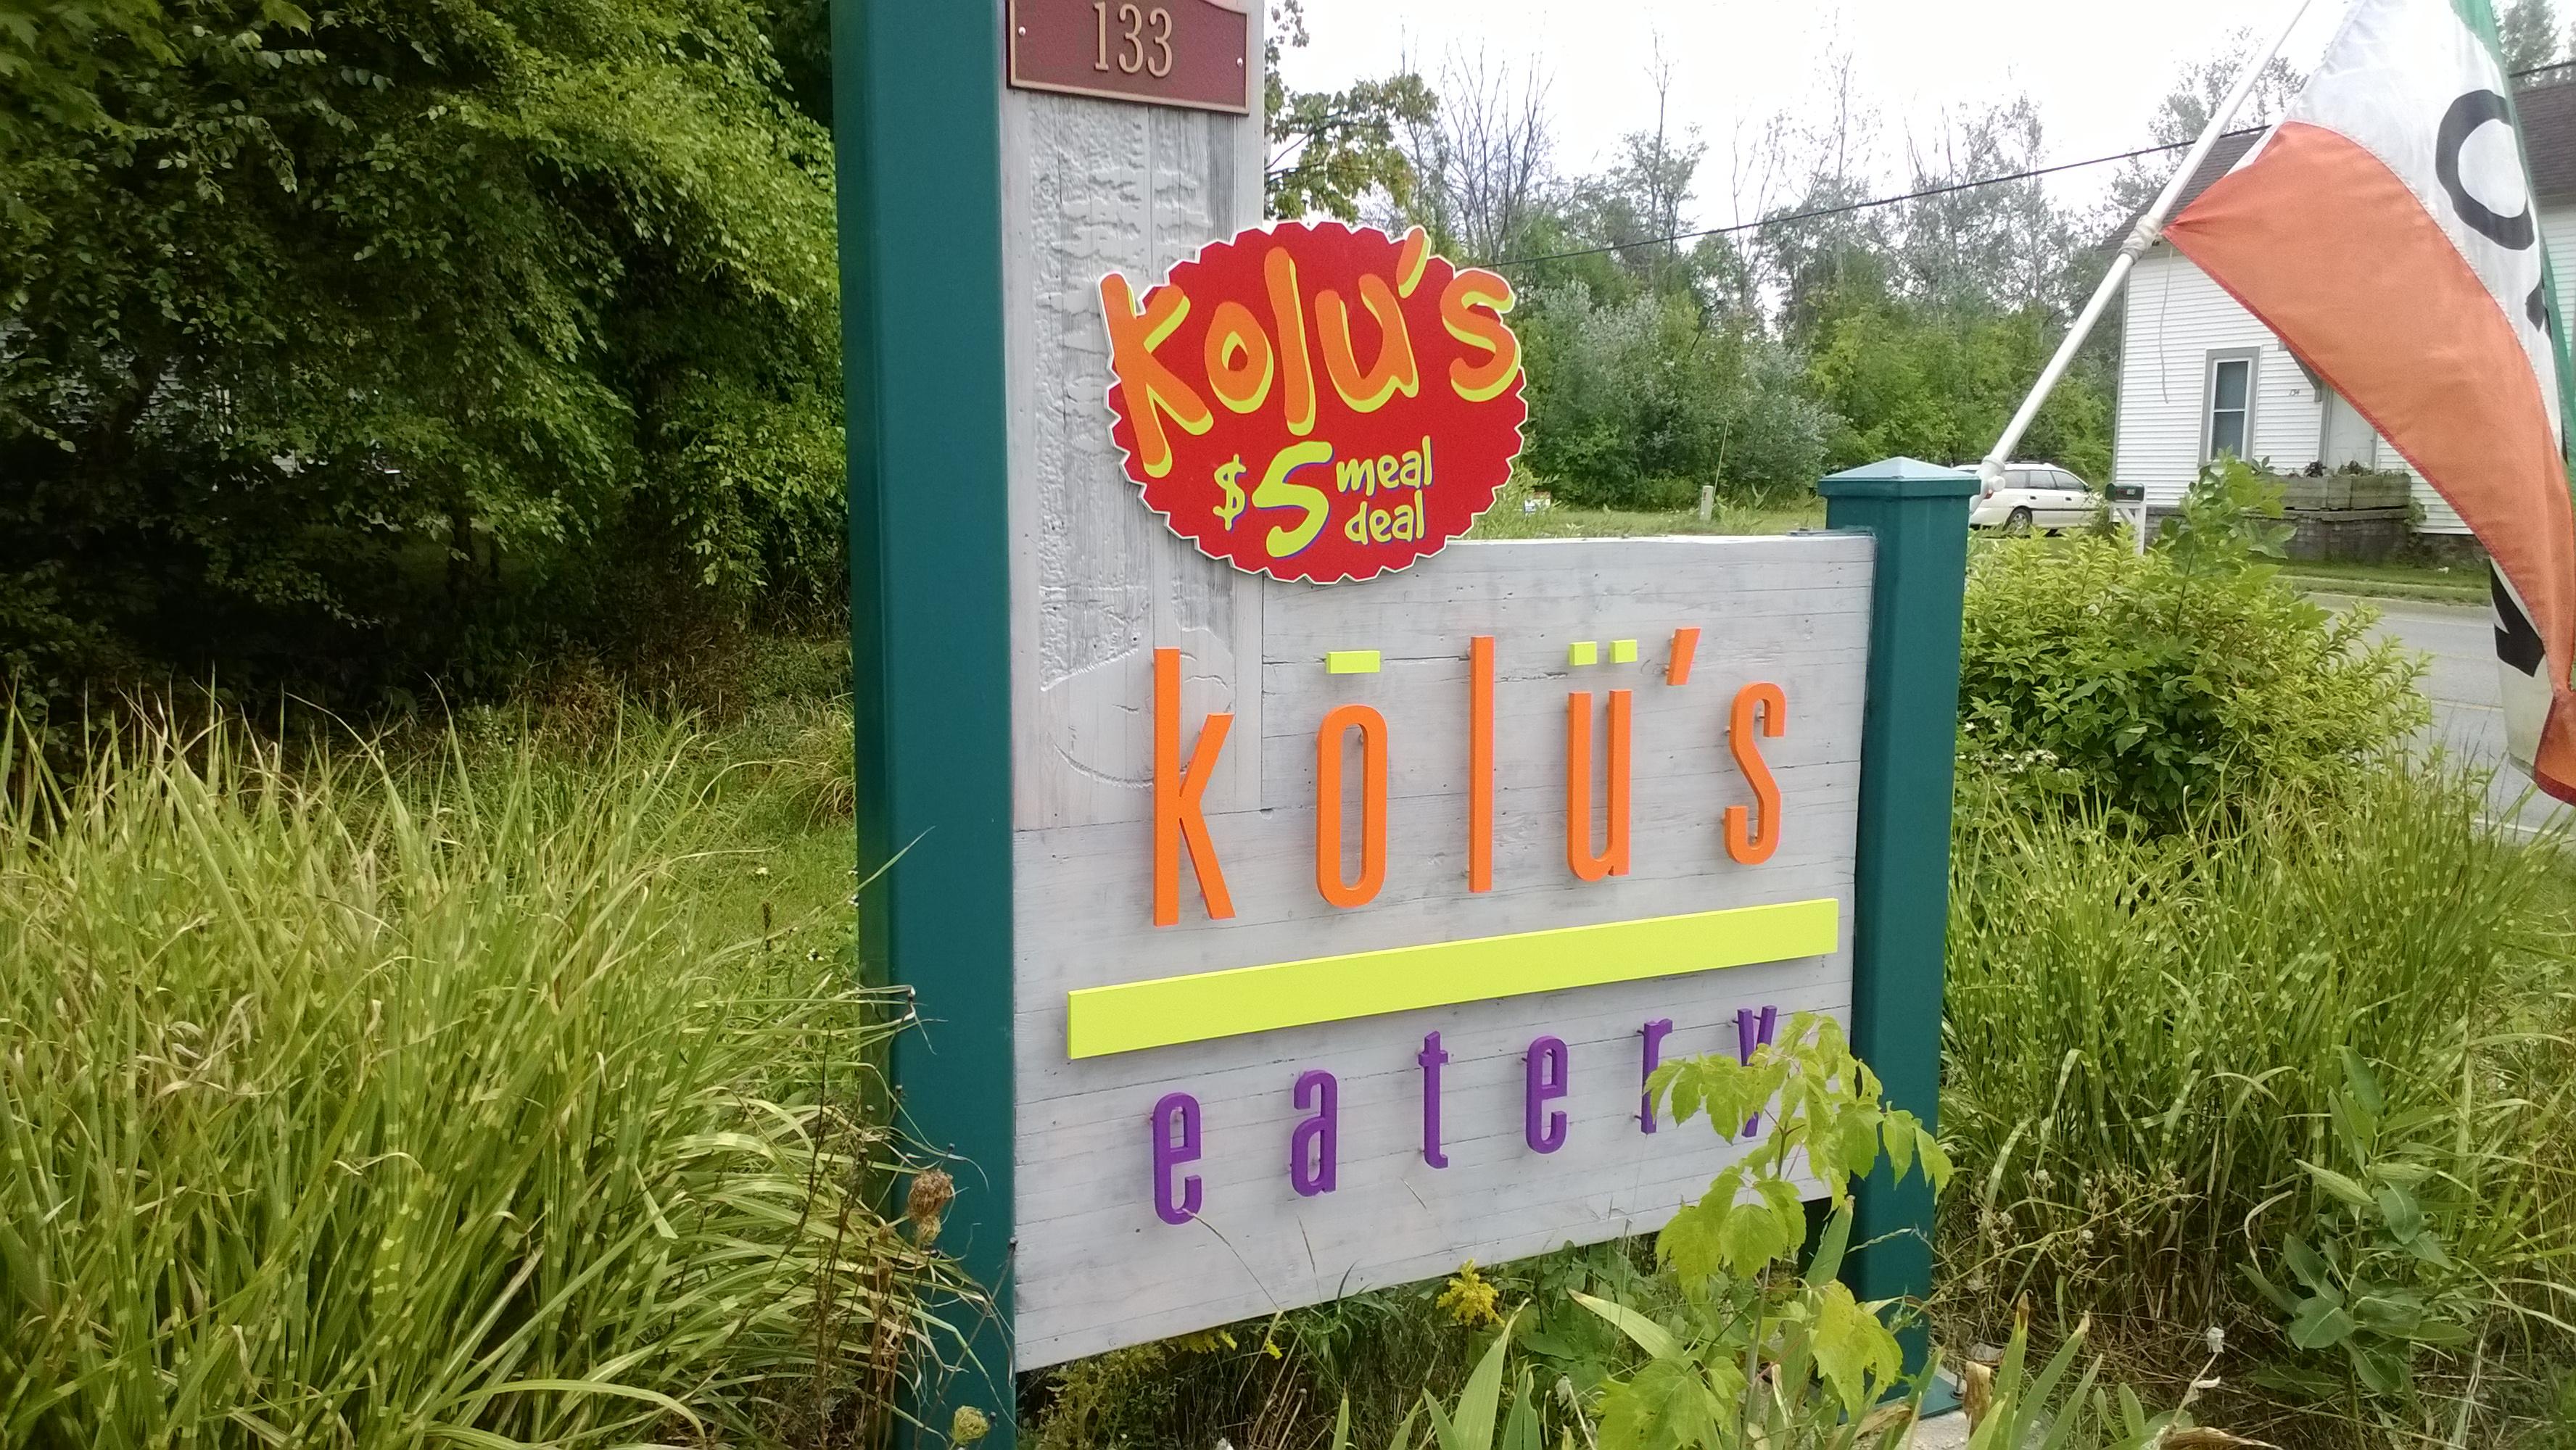 133
Kolu's
$5 meal
deal
kōlü's
eatery